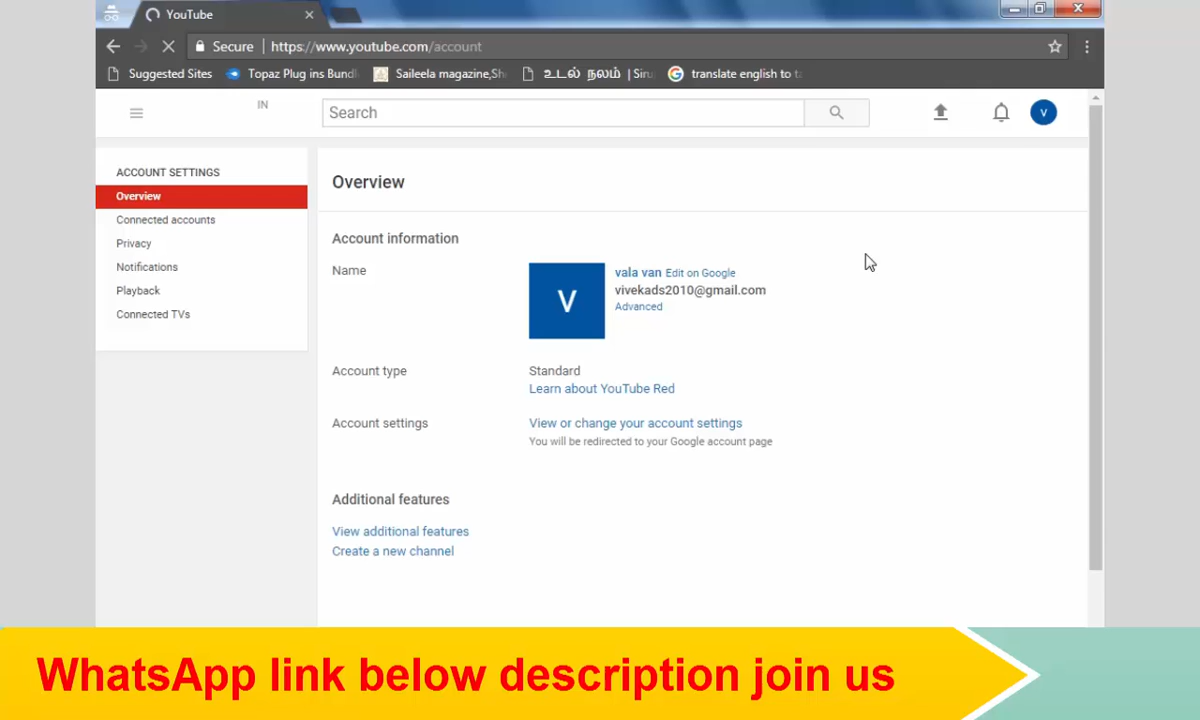 YouTube
Secure https://www.youtube.com/account
Suggested Sites Topaz Plug ins Bundl Saileela magazine,Sh உடல் நலம் | Siru translate english to ta
IN
Search
V
ACCOUNT SETTINGS
Overview
Connected accounts
Privacy
Notifications
Playback
Connected TVs
Overview
Account information
Name
V
vala van Edit on Google
vivekads2010@gmail.com
Advanced
Account type
Standard
Learn about YouTube Red
Account settings
View or change your account settings
You will be redirected to your Google account page
Additional features
View additional features
Create a new channel
WhatsApp link below description join us